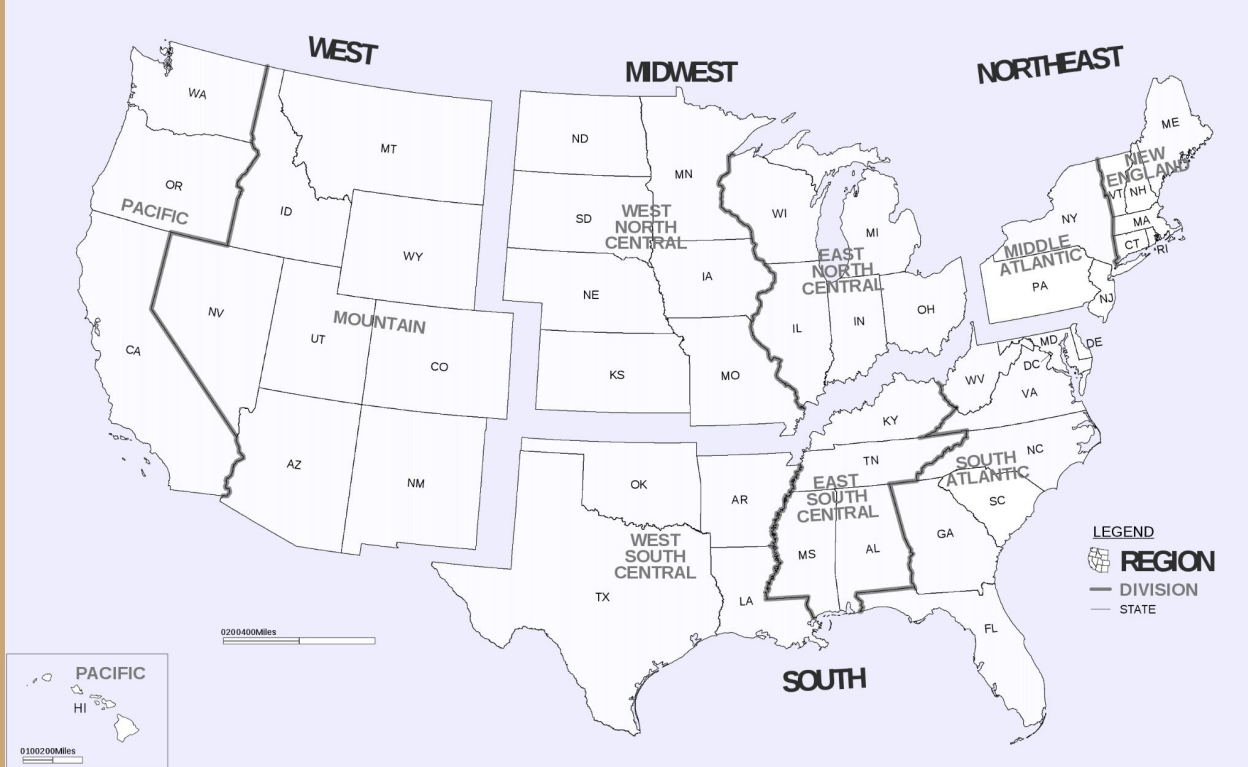 WEST
MIDWEST
NORTHEAST
WA
MT
ND
MN
ME
OR
ID
SD
WI
MI
NY
VT
NH
NEW
ENGLAND
MA
CT
RI
PACIFIC
WY
WEST
NORTH
CENTRAL
IA
EAST
NORTH
CENTRAL
MIDDLE
ATLANTIC
PA
NJ
NV
UT
MOUNTAIN
CO
NE
IL
IN
OH
CA
KS
MO
WV
MD
DE
DC
VA
KY
AZ
NM
OK
AR
TN
NC
SOUTH
ATLANTIC
SC
EAST
SOUTH
CENTRAL
MS
AL
GA
WEST
SOUTH
CENTRAL
TX
LA
FL
SOUTH
LEGEND
REGION
DIVISION
STATE
0200400Miles
PACIFIC
HI
0100200Miles